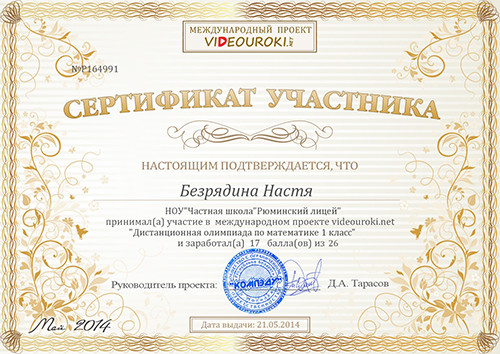 МЕЖДУНАРОДНЫЙ ПРОЕКТ
VIDEOUROKI.NET
№Р164991
СЕРТИФИКАТ УЧАСТНИКА
НАСТОЯЩИМ ПОДТВЕРЖДАЕТСЯ, ЧТО
Безрядина Настя
НОУ"Частная школа"Рюминский лицей"
принимал(а) участие в международном проекте videouroki.net
"Дистанционная олимпиада по математике 1 класс"
и заработал(а) 17 балла(ов) из 26
Руководитель проекта:
"КОМПЭДУ"
Д.А. Тарасов
Май, 2014
Дата выдачи: 21.05.2014